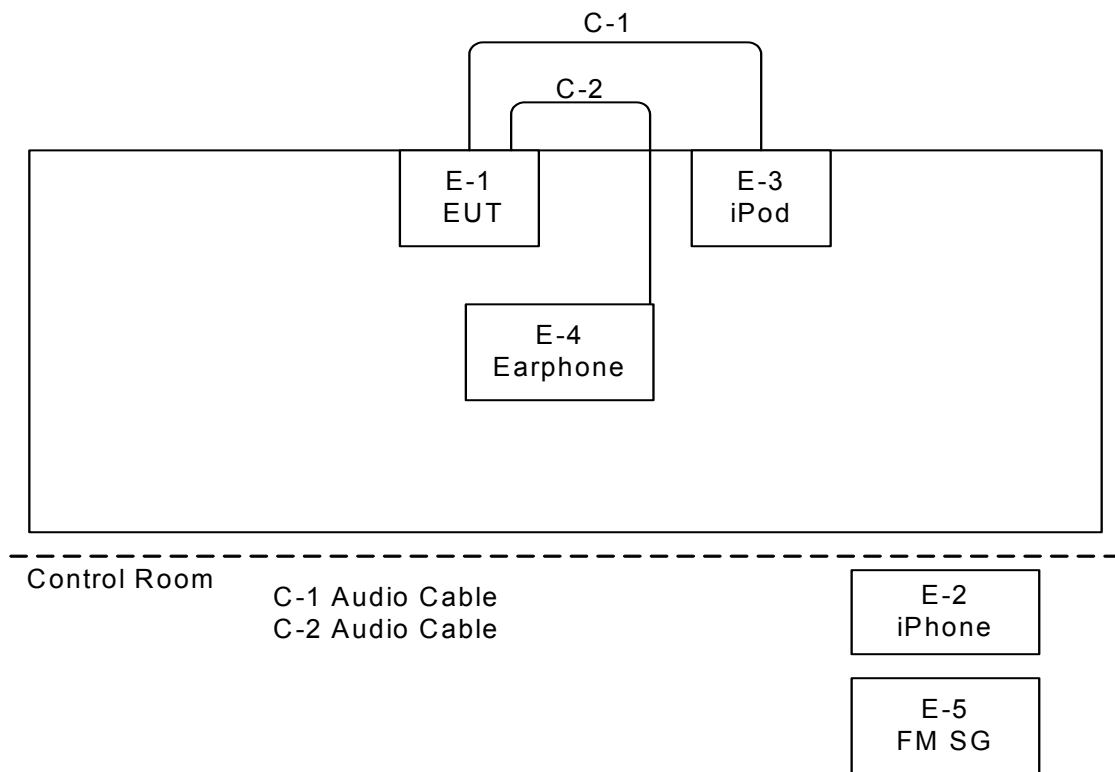 C-1
C-2
E-1
EUT
E-3
iPod
E-4
Earphone
Control Room
C-1 Audio Cable
C-2 Audio Cable
E-2
iPhone
E-5
FM SG